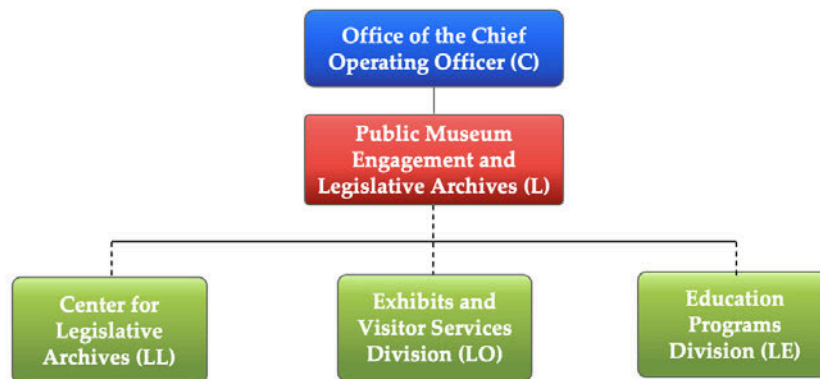 Office of the Chief
Operating Officer (C)
Public Museum
Engagement and
Legislative Archives (L)
Center for
Legislative
Archives (LL)
Exhibits and
Visitor Services
Division (LO)
Education
Programs
Division (LE)